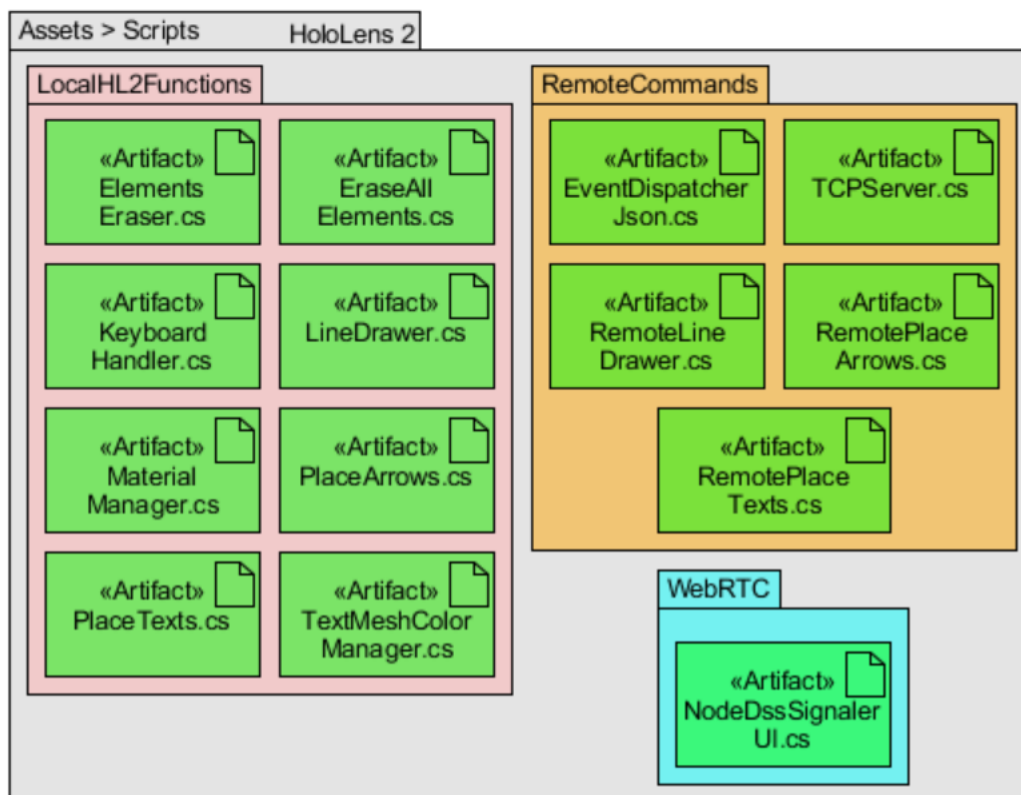 Assets > Scripts HoloLens 2
LocalHL2Functions
«Artifact»
Elements
Eraser.cs
«Artifact»
EraseAll
Elements.cs
«Artifact»
Keyboard
Handler.cs
«Artifact»
LineDrawer.cs
«Artifact»
Material
Manager.cs
«Artifact»
PlaceArrows.cs
«Artifact»
PlaceTexts.cs
«Artifact»
TextMeshColor
Manager.cs
RemoteCommands
«Artifact»
EventDispatcher
Json.cs
«Artifact»
TCPServer.cs
«Artifact»
RemoteLine
Drawer.cs
«Artifact»
RemotePlace
Arrows.cs
«Artifact»
RemotePlace
Texts.cs
WebRTC
«Artifact»
NodeDssSignaler
UI.cs